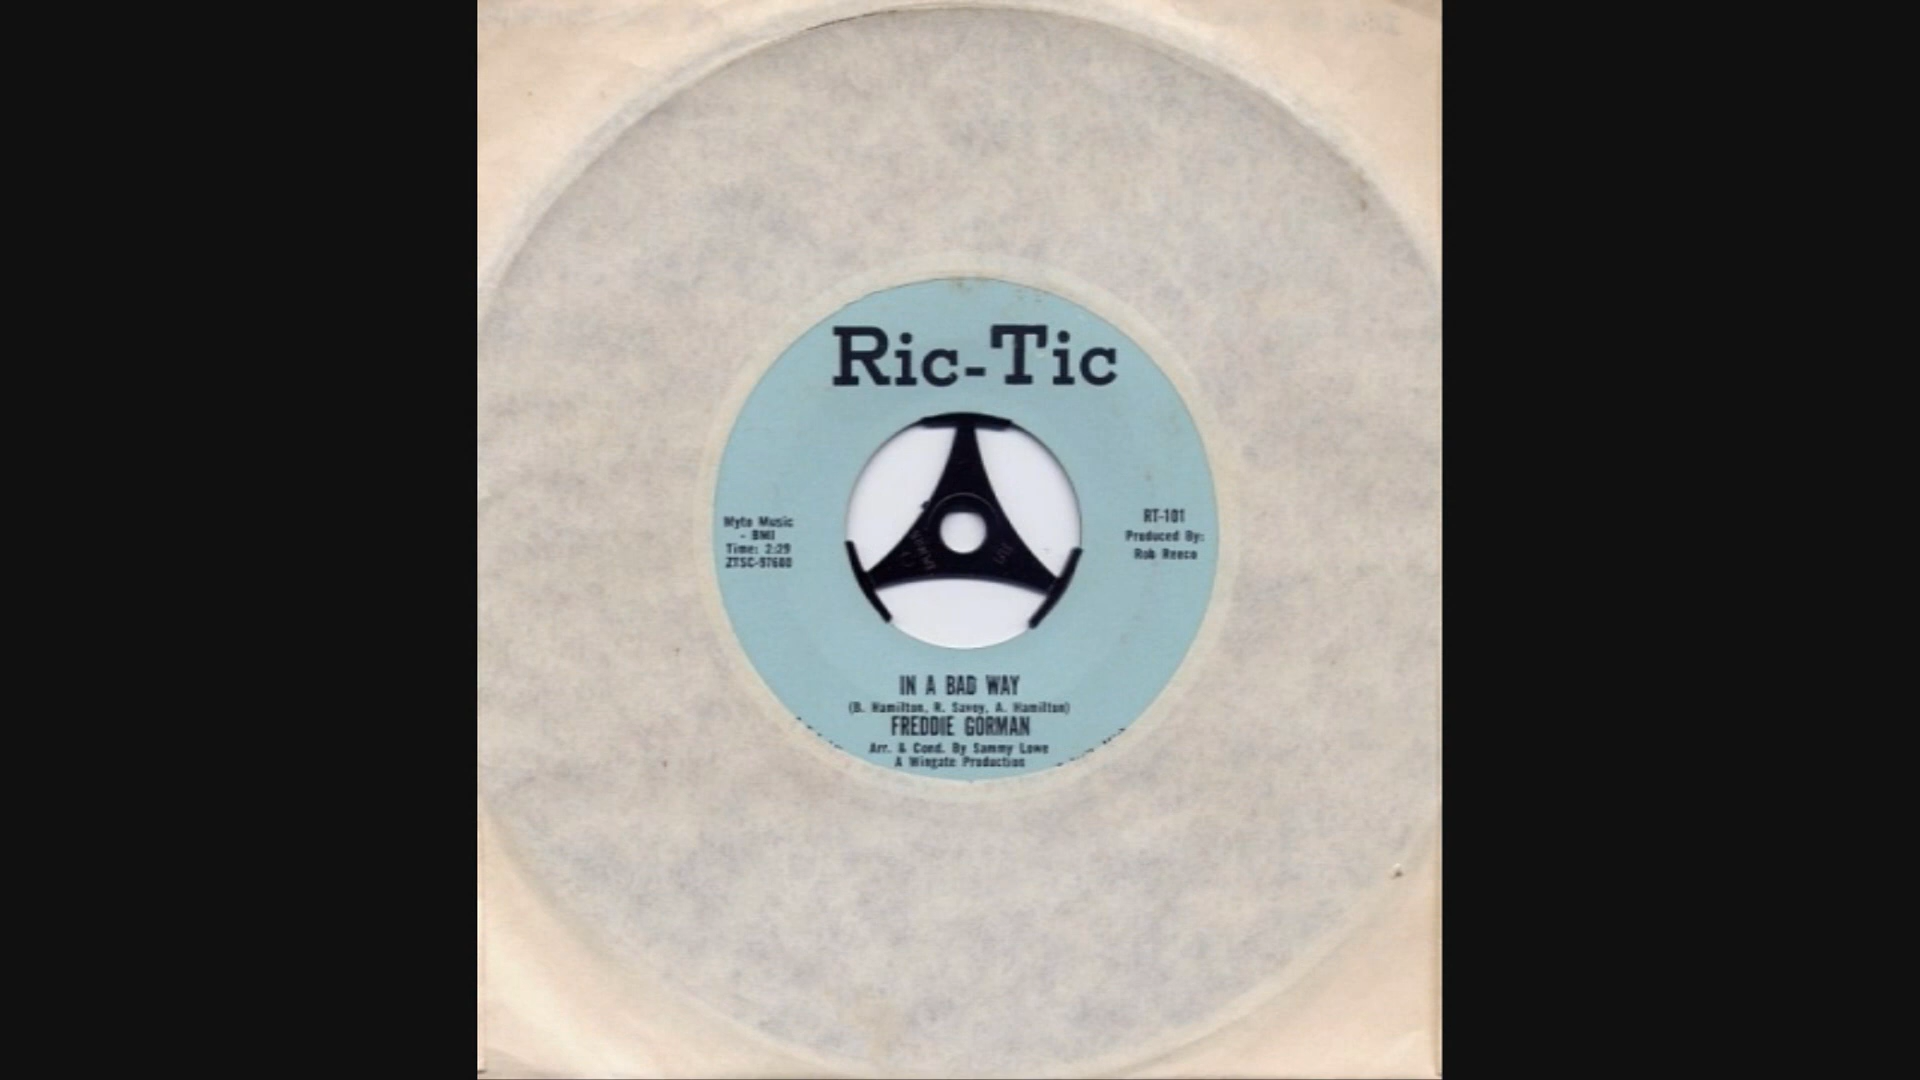 Ric-Tic
Myto Music
- BMI
Time: 2:29
ZTSC-97680
RT-101
Produced By:
Rob Reeco
IN A BAD WAY
(B. Hamilton, R. Savoy, A. Hamilton)
FREDDIE GORMAN
Arr. & Cond. By Sammy Lowe
A Wingate Production